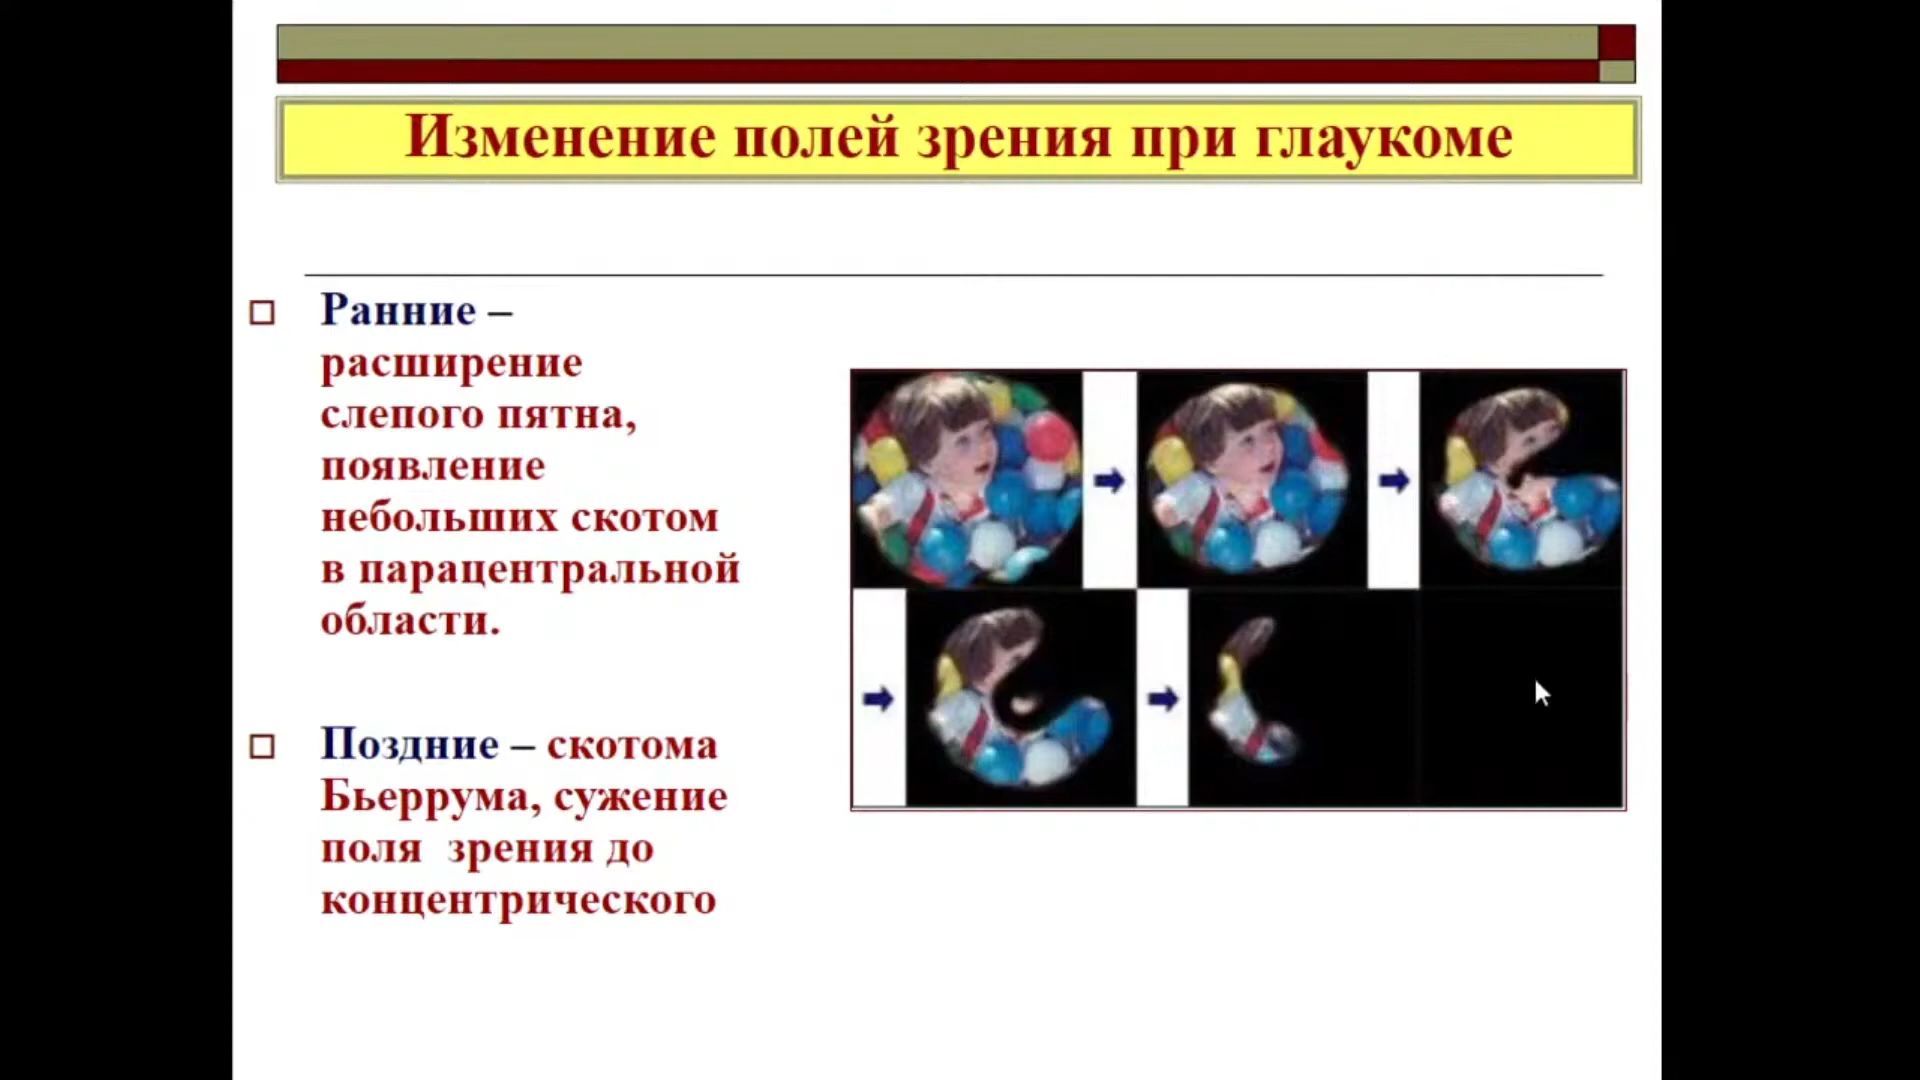 Изменение полей зрения при глаукоме
Ранние –
расширение
слепого пятна,
появление
небольших скотом
в парацентральной
области.
Поздние – скотома
Бьеррума, сужение
поля зрения до
концентрического